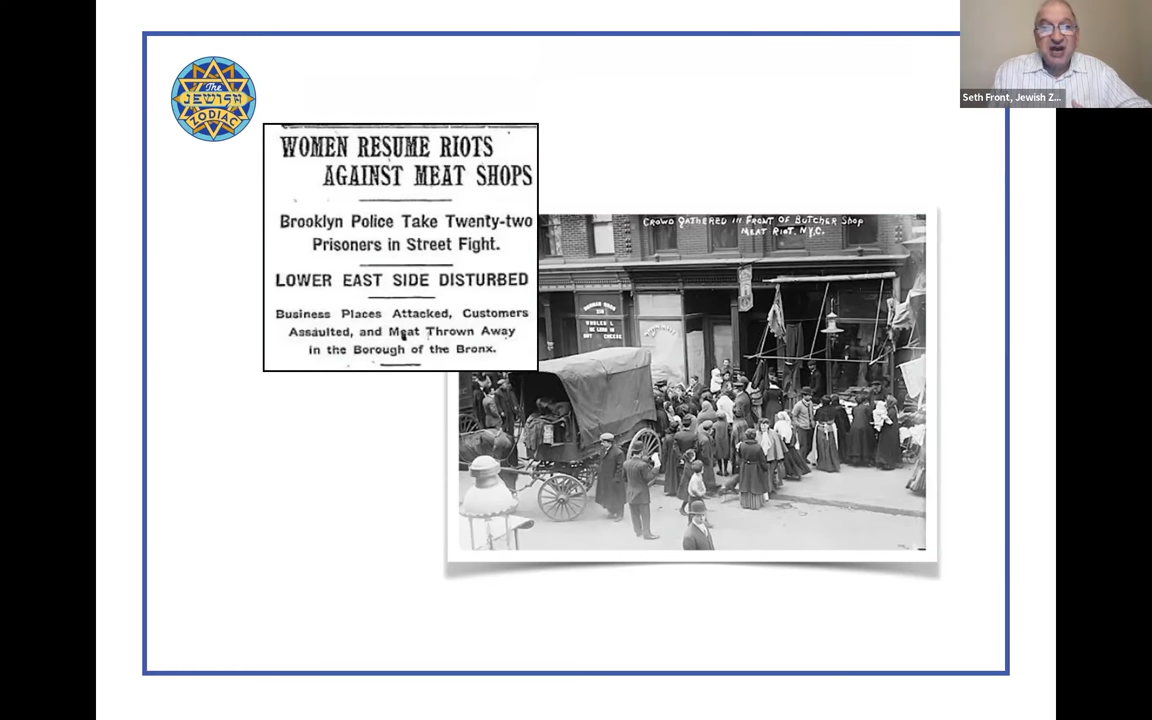 The
JEWISH
ZODIAC
Seth Front, Jewish Z...
WOMEN RESUME RIOTS
AGAINST MEAT SHOPS
Brooklyn Police Take Twenty-two
Prisoners in Street Fight.
LOWER EAST SIDE DISTURBED
Business Places Attacked, Customers
Assaulted, and Meat Thrown Away
in the Borough of the Bronx.
CROWD GATHERED IN FRONT OF BUTCHER Shop
MEAT RIOT. N.Y.C.